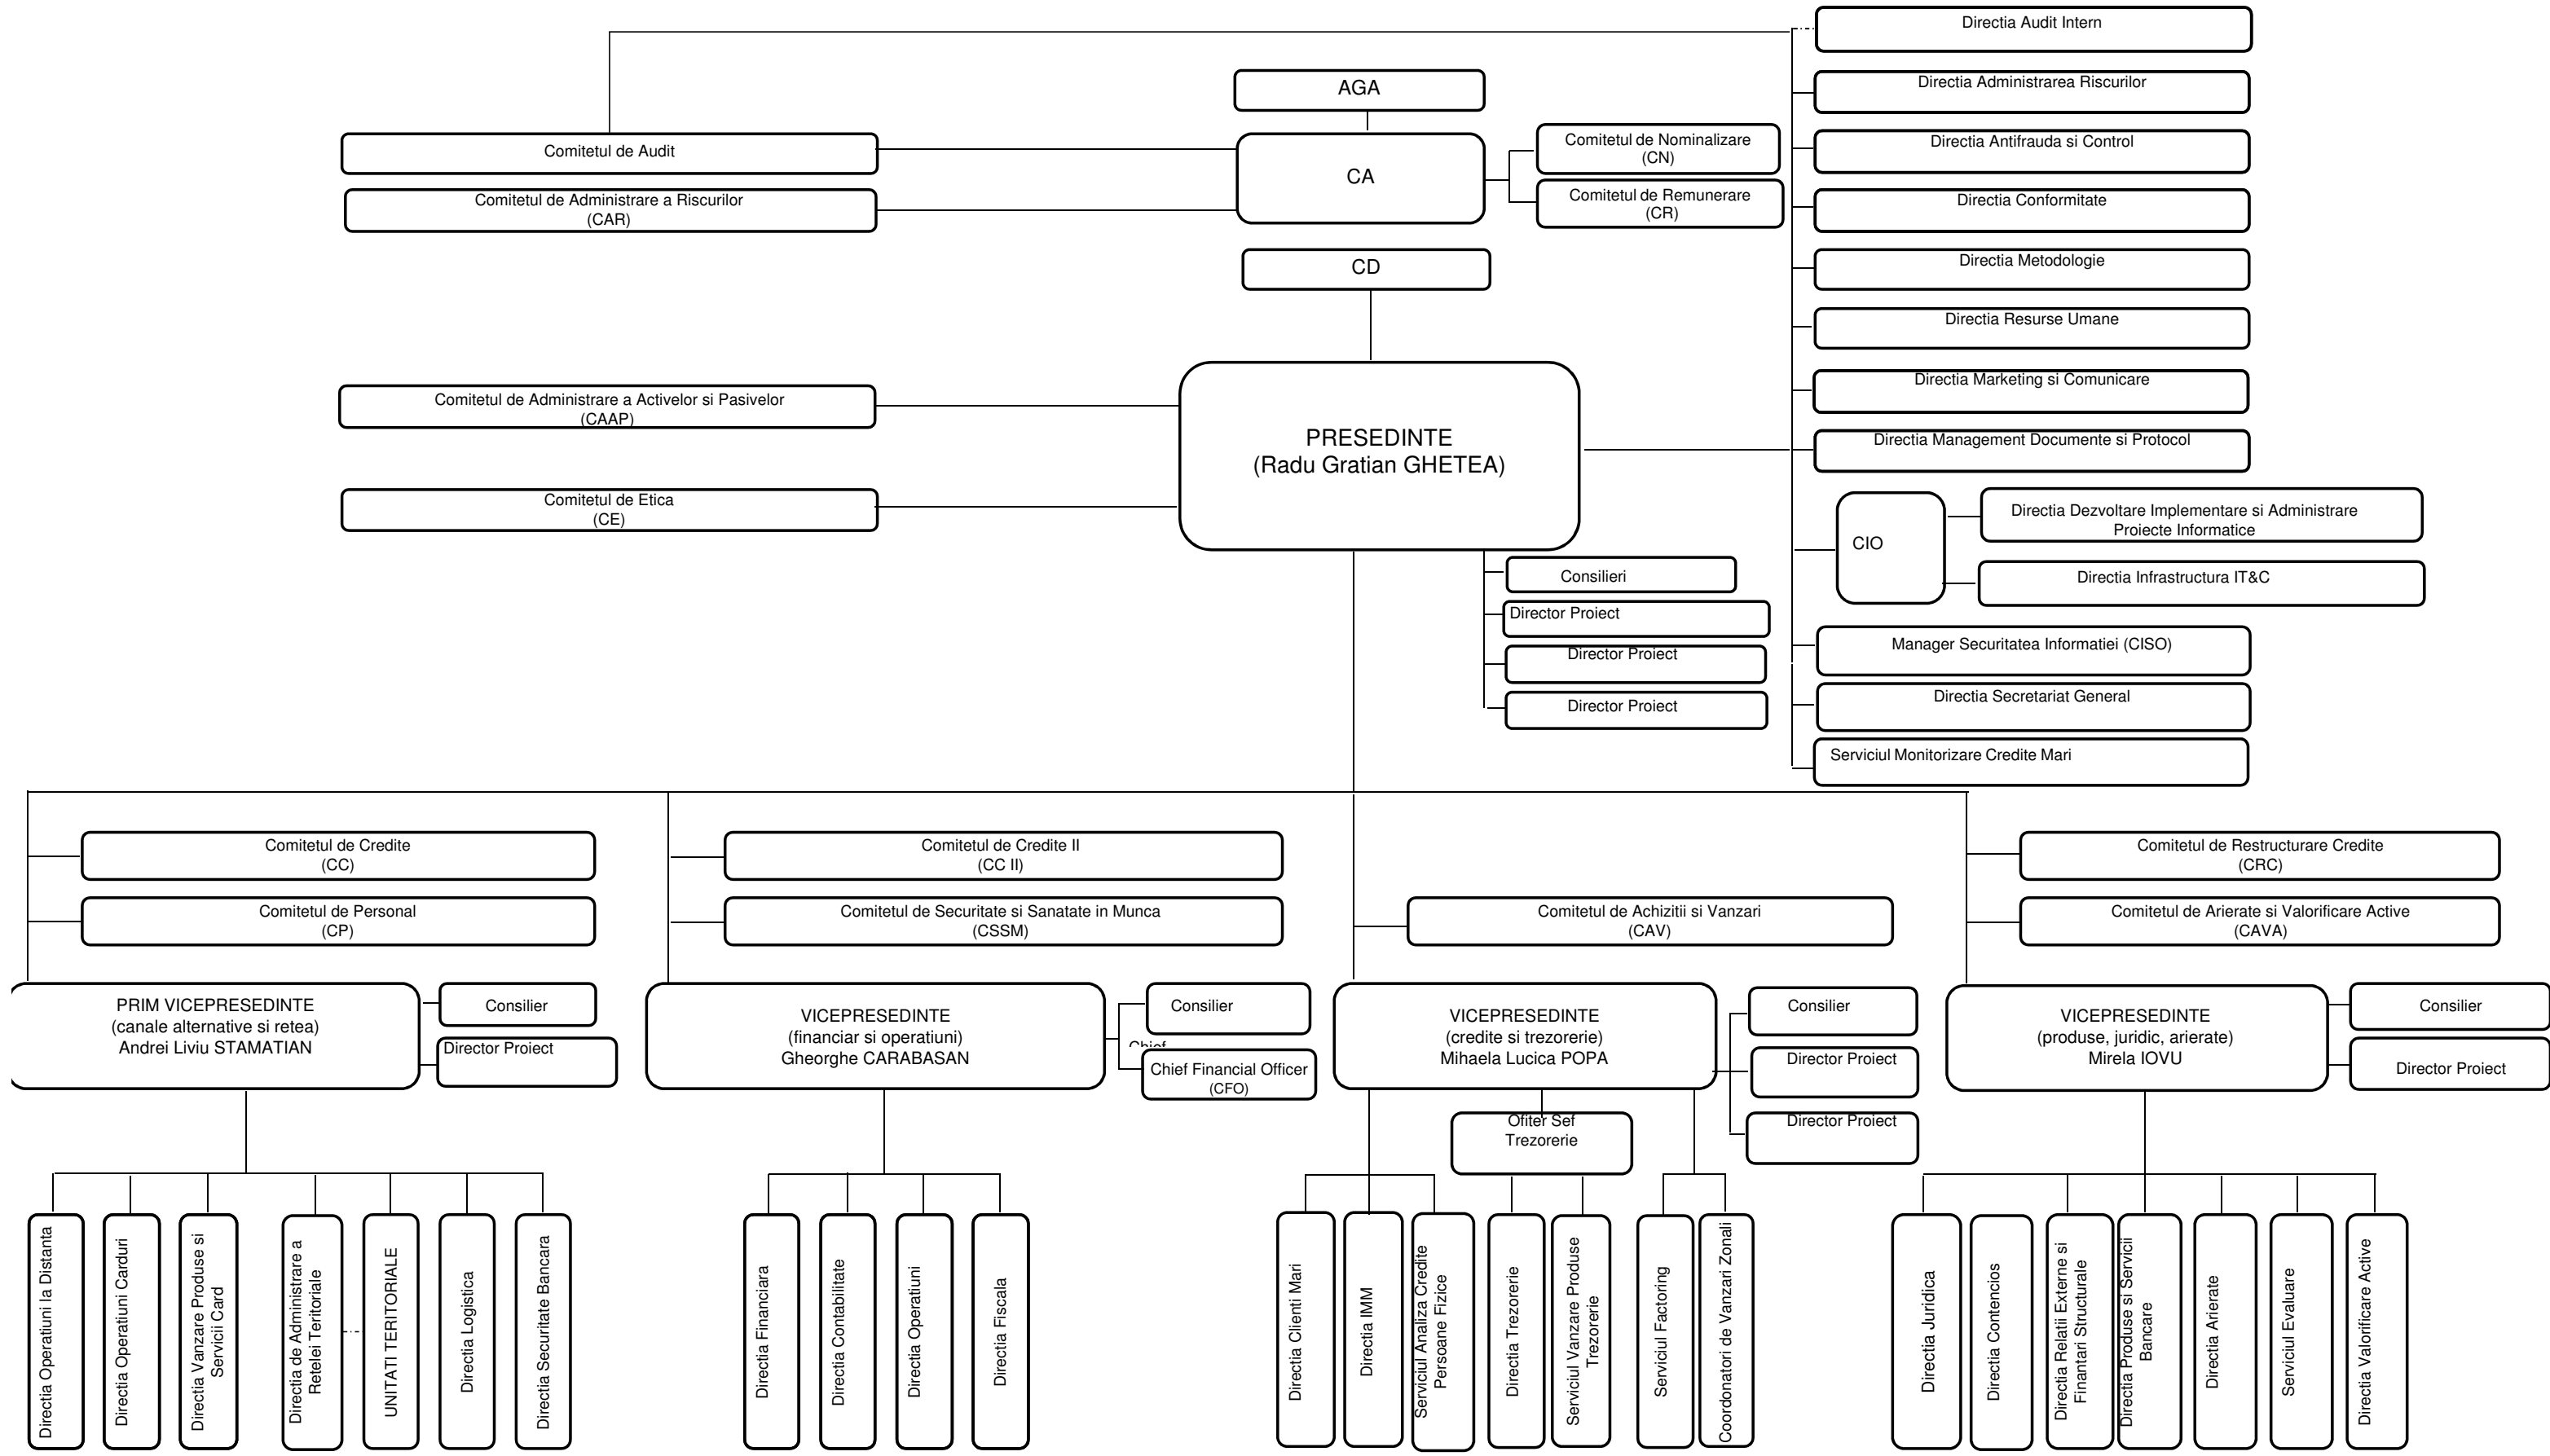 Directia Audit Intern
AGA
Directia Administrarea Riscurilor
Comitetul de Audit
CA
Comitetul de Nominalizare
(CN)
Directia Antifrauda si Control
Comitetul de Administrare a Riscurilor
(CAR)
Comitetul de Remunerare
(CR)
Directia Conformitate
CD
Directia Metodologie
Directia Resurse Umane
Comitetul de Administrare a Activelor si Pasivelor
(CAAP)
Directia Marketing si Comunicare
PRESEDINTE
(Radu Gratian GHETEA)
Directia Management Documente si Protocol
Comitetul de Etica
(CE)
CIO
Directia Dezvoltare Implementare si Administrare
Proiecte Informatice
Directia Infrastructura IT&C
Consilieri
Director Proiect
Director Proiect
Director Proiect
Manager Securitatea Informatiei (CISO)
Directia Secretariat General
Serviciul Monitorizare Credite Mari
Comitetul de Credite
(CC)
Comitetul de Credite II
(CC II)
Comitetul de Restructurare Credite
(CRC)
Comitetul de Personal
(CP)
Comitetul de Securitate si Sanatate in Munca
(CSSM)
Comitetul de Achizitii si Vanzari
(CAV)
Comitetul de Arierate si Valorificare Active
(CAVA)
PRIM VICEPRESEDINTE
(canale alternative si retea)
Andrei Liviu STAMATIAN
Consilier
Director Proiect
VICEPRESEDINTE
(financiar si operatiuni)
Gheorghe CARABASAN
Consilier
Chief
Chief Financial Officer
(CFO)
VICEPRESEDINTE
(credite si trezorerie)
Mihaela Lucica POPA
Consilier
Director Proiect
Director Proiect
Ofiter Sef
Trezorerie
VICEPRESEDINTE
(produse, juridic, arierate)
Mirela IOVU
Consilier
Director Proiect
Directia Operatiuni la Distanta
Directia Operatiuni Carduri
Directia Vanzare Produse si
Servicii Card
Directia de Administrare a
Retelei Teritoriale
UNITATI TERITORIALE
Directia Logistica
Directia Securitate Bancara
Directia Financiara
Directia Contabilitate
Directia Operatiuni
Directia Fiscala
Directia Clienti Mari
Directia IMM
Serviciul Analiza Credite
Persoane Fizice
Directia Trezorerie
Serviciul Vanzare Produse
Trezorerie
Serviciul Factoring
Coordonatori de Vanzari Zonali
Directia Juridica
Directia Contencios
Directia Relatii Externe si
Finantari Structurale
Directia Produse si Servicii
Bancare
Directia Arierate
Serviciul Evaluare
Directia Valorificare Active